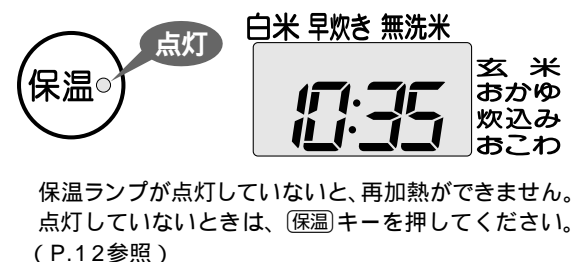 点灯
保温
白米 早炊き 無洗米
10:35
玄 米
おかゆ
炊込み
おこわ
保温ランプが点灯していないと、再加熱ができません。
点灯していないときは、保温キーを押してください。
（P.12参照）